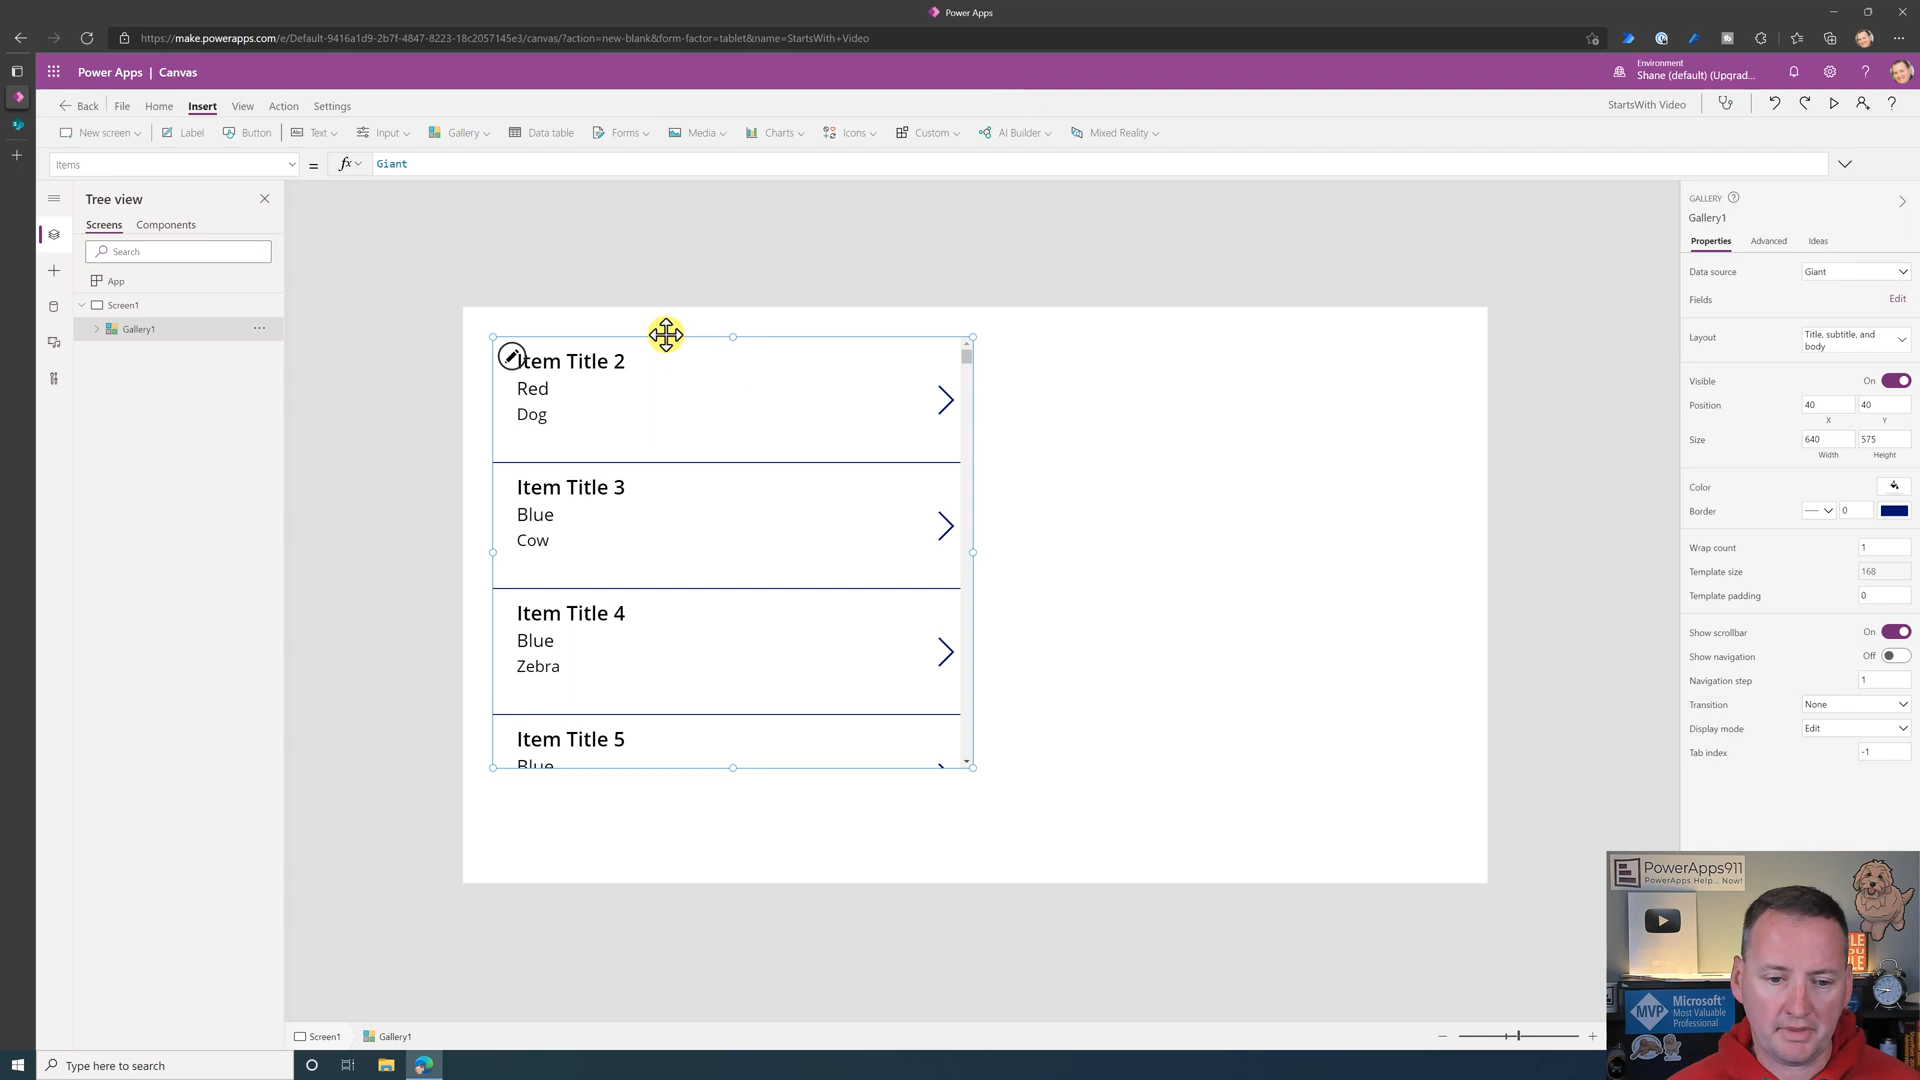 Power Apps
https://make.powerapps.com/e/Default-9416a1d9-2b7f-4847-8223-18c2057145e3/canvas/?action=new-blank&form-factor=tablet&name=StartsWith+Video
Power Apps | Canvas
Environment
Shane (default) (Upgrad...
Back File Home Insert View Action Settings
StartsWith Video
New screen Label Button Text Input Gallery Data table Forms Media Charts Icons Custom AI Builder Mixed Reality
Items = fx Giant
Tree view
Screens Components
Search
App
Screen1
Gallery1
Item Title 2
Red
Dog
Item Title 3
Blue
Cow
Item Title 4
Blue
Zebra
Item Title 5
Blue
GALLERY
Gallery1
Properties Advanced Ideas
Data source Giant
Fields Edit
Layout Title, subtitle, and body
Visible On
Position 40 40
X Y
Size 640 575
Width Height
Color
Border 0
Wrap count 1
Template size 168
Template padding 0
Show scrollbar On
Show navigation Off
Navigation step 1
Transition None
Display mode Edit
Tab index -1
PowerApps911
PowerApps Help... Now!
Microsoft®
MVP Most Valuable
Professional
Screen1 Gallery1
Type here to search